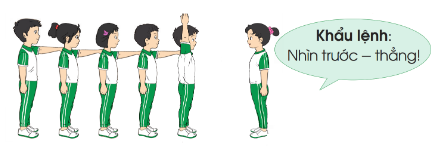 Khẩu lệnh:
Nhìn trước – thẳng!